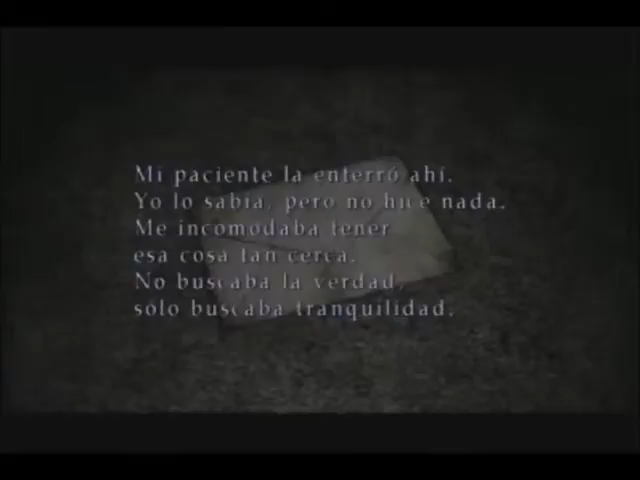 Mi paciente la enterró ahí.
Yo lo sabía, pero no hice nada.
Me incomodaba tener
esa cosa tan cerca.
No buscaba la verdad,
sólo buscaba tranquilidad.